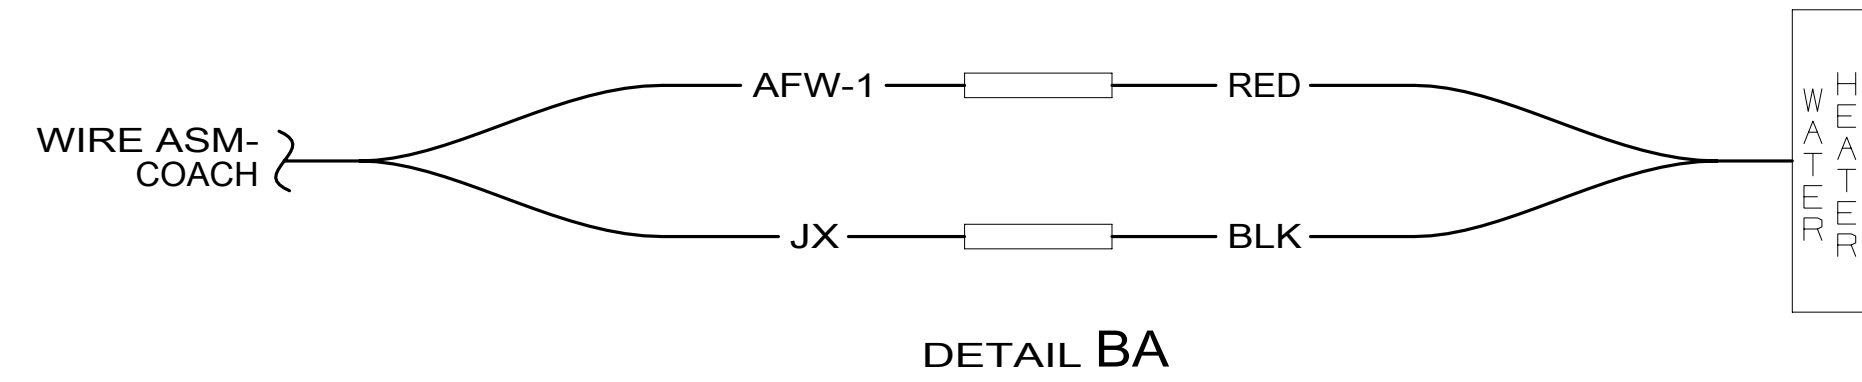 WIRE ASM-
COACH
AFW-1
RED
JX
BLK
WATER
HEATER
DETAIL BA